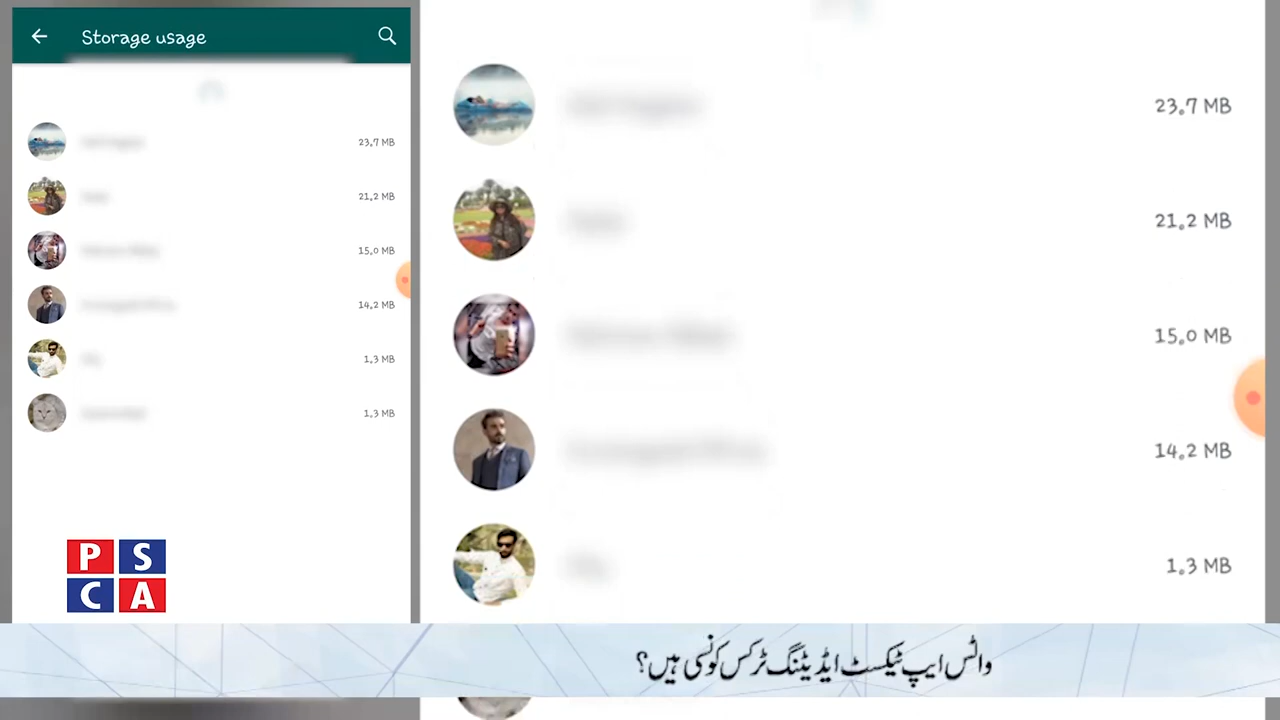 Storage usage
23,7 MB
21,2 MB
15,0 MB
14,2 MB
1,3 MB
1,3 MB
23,7 MB
21,2 MB
15,0 MB
14,2 MB
1,3 MB
P S
C A
واٹس ایپ ٹیکسٹ ایڈیٹنگ ٹرکس کونسی ہیں؟